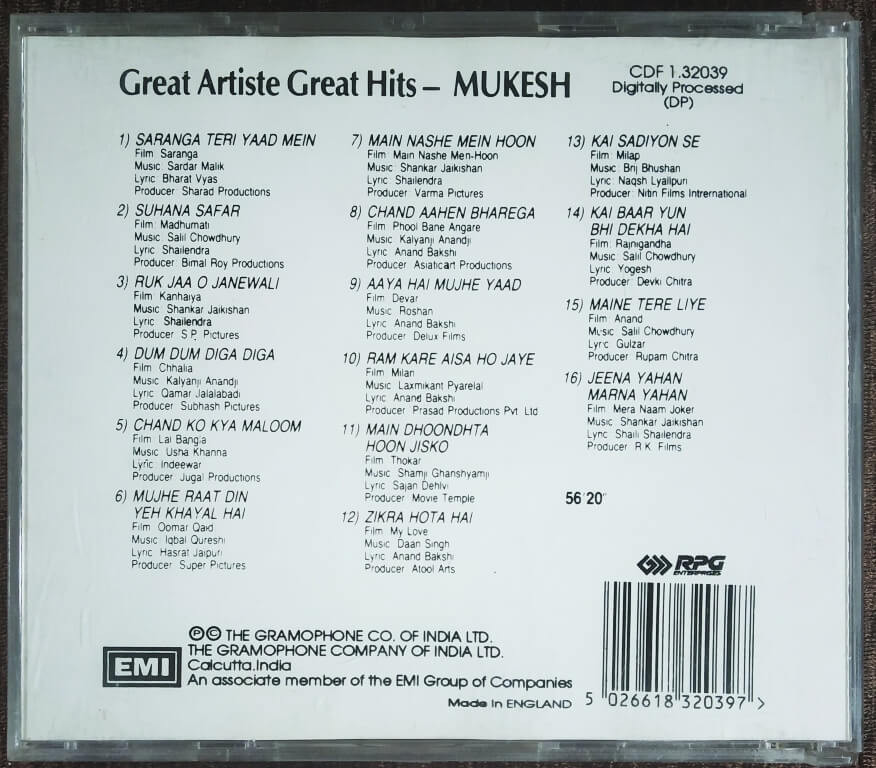 Great Artiste Great Hits – MUKESH
CDF 1.32039
Digitally Processed
(DP)
1) SARANGA TERI YAAD MEIN
Film: Saranga
Music: Sardar Malik
Lyric: Bharat Vyas
Producer: Sharad Productions
2) SUHANA SAFAR
Film: Madhumati
Music: Salil Chowdhury
Lyric: Shailendra
Producer: Bimal Roy Productions
3) RUK JAA O JANEWALI
Film: Kanhaiya
Music: Shankar Jaikishan
Lyric: Shailendra
Producer: S.P. Pictures
4) DUM DUM DIGA DIGA
Film: Chhalia
Music: Kalyanji Anandji
Lyric: Qamar Jalalabadi
Producer: Subhash Pictures
5) CHAND KO KYA MALOOM
Film: Lal Bangla
Music: Usha Khanna
Lyric: Indeewar
Producer: Jugal Productions
6) MUJHE RAAT DIN
YEH KHAYAL HAI
Film: Oomar Qaid
Music: Iqbal Qureshi
Lyric: Hasrat Jaipuri
Producer: Super Pictures
7) MAIN NASHE MEIN HOON
Film: Main Nashe Men-Hoon
Music: Shankar Jaikishan
Lyric: Shailendra
Producer: Varma Pictures
8) CHAND AAHEN BHAREGA
Film: Phool Bane Angare
Music: Kalyanji Anandji
Lyric: Anand Bakshi
Producer: Asiaticart Productions
9) AAYA HAI MUJHE YAAD
Film: Devar
Music: Roshan
Lyric: Anand Bakshi
Producer: Delux Films
10) RAM KARE AISA HO JAYE
Film: Milan
Music: Laxmikant Pyarelal
Lyric: Anand Bakshi
Producer: Prasad Productions Pvt Ltd
11) MAIN DHOONDHTA
HOON JISKO
Film: Thokar
Music: Shamji Ghanshyamji
Lyric: Sajan Dehlvi
Producer: Movie Temple
12) ZIKRA HOTA HAI
Film: My Love
Music: Daan Singh
Lyric: Anand Bakshi
Producer: Atool Arts
13) KAI SADIYON SE
Film: Milap
Music: Brij Bhushan
Lyric: Naqsh Lyallpuri
Producer: Nitin Films Intrernational
14) KAI BAAR YUN
BHI DEKHA HAI
Film: Rajnigandha
Music: Salil Chowdhury
Lyric: Yogesh
Producer: Devki Chitra
15) MAINE TERE LIYE
Film: Anand
Music: Salil Chowdhury
Lyric: Gulzar
Producer: Rupam Chitra
16) JEENA YAHAN
MARNA YAHAN
Film: Mera Naam Joker
Music: Shankar Jaikishan
Lyric: Shaili Shailendra
Producer: R.K. Films
56'20"
RPG
ENTERPRISES
EMI
℗© THE GRAMOPHONE CO. OF INDIA LTD.
THE GRAMOPHONE COMPANY OF INDIA LTD.
Calcutta.India
An associate member of the EMI Group of Companies
Made In ENGLAND
5 026618 320397 >